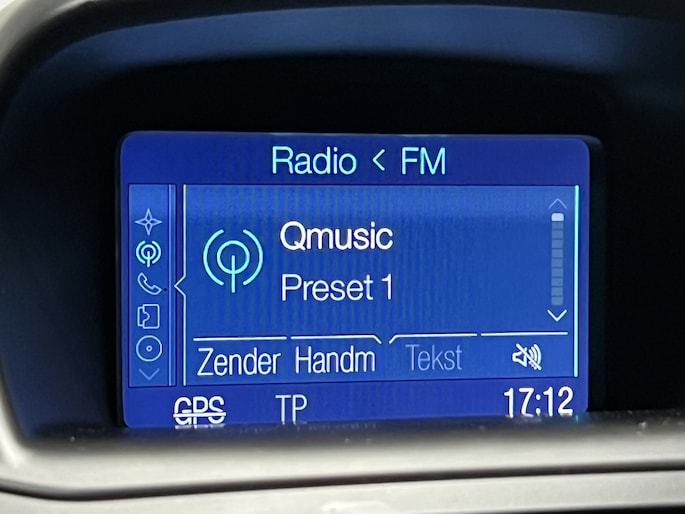 Radio < FM
Qmusic
Preset 1
Zender Handm Tekst
GPS TP 17:12